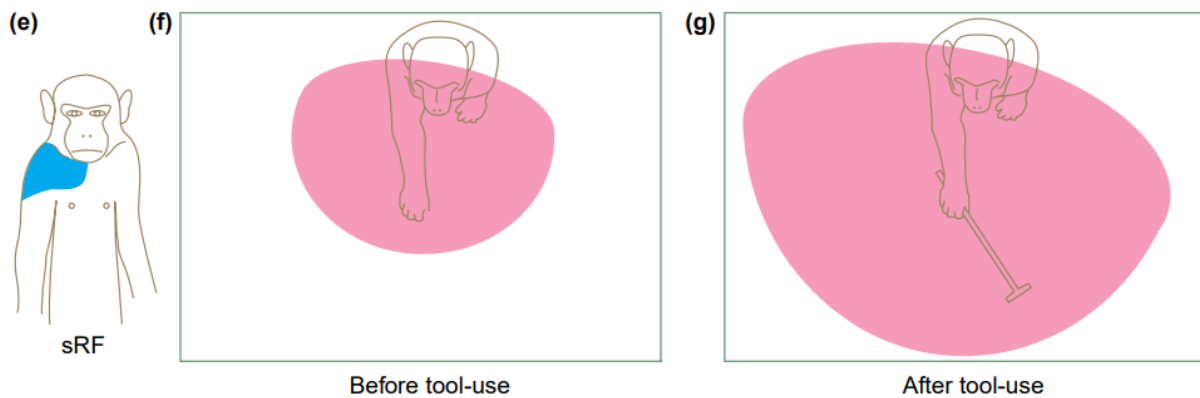 (e)
(f)
(g)
sRF
Before tool-use
After tool-use